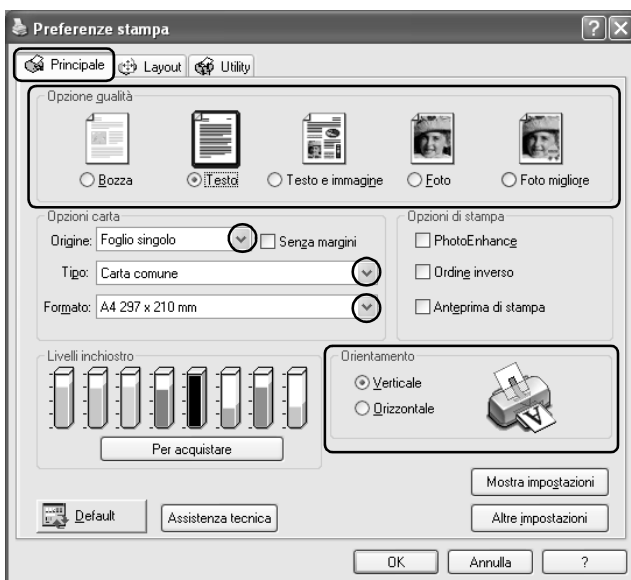 Preferenze stampa
Principale Layout Utility
Opzione qualità
Bozza Testo Testo e immagine Foto Foto migliore
Opzioni carta
Origine: Foglio singolo Senza margini
Tipo: Carta comune
Formato: A4 297 x 210 mm
Opzioni di stampa
PhotoEnhance
Ordine inverso
Anteprima di stampa
Livelli inchiostro
Per acquistare
Orientamento
Verticale
Orizzontale
A
Mostra impostazioni
Default Assistenza tecnica Altre impostazioni
OK Annulla ?